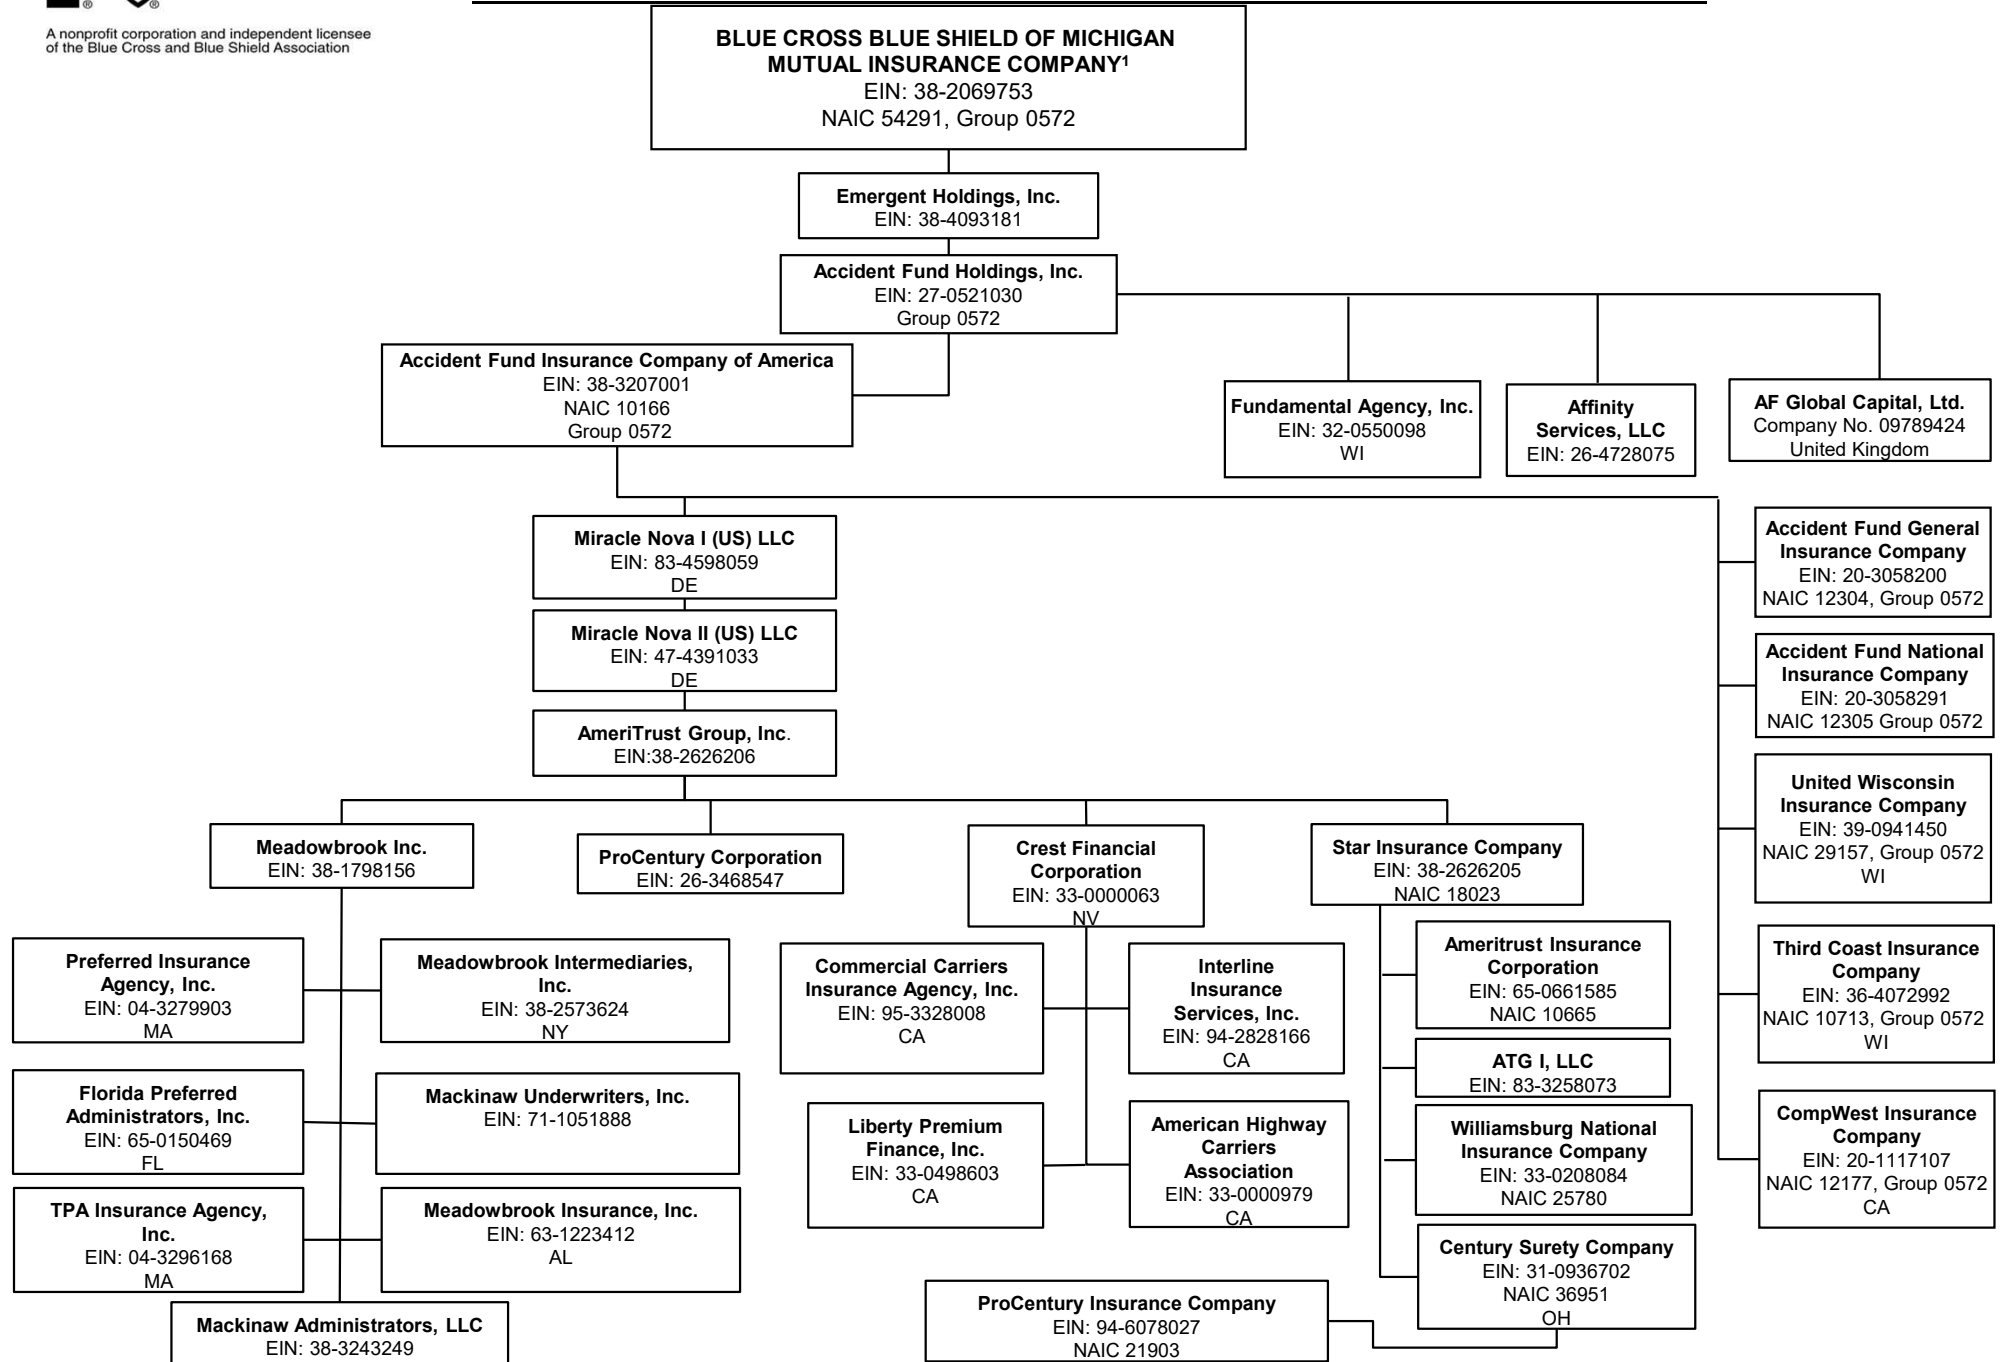 ®
®
A nonprofit corporation and independent licensee
of the Blue Cross and Blue Shield Association
BLUE CROSS BLUE SHIELD OF MICHIGAN
MUTUAL INSURANCE COMPANY¹
EIN: 38-2069753
NAIC 54291, Group 0572
Emergent Holdings, Inc.
EIN: 38-4093181
Accident Fund Holdings, Inc.
EIN: 27-0521030
Group 0572
Accident Fund Insurance Company of America
EIN: 38-3207001
NAIC 10166
Group 0572
Fundamental Agency, Inc.
EIN: 32-0550098
WI
Affinity
Services, LLC
EIN: 26-4728075
AF Global Capital, Ltd.
Company No. 09789424
United Kingdom
Miracle Nova I (US) LLC
EIN: 83-4598059
DE
Miracle Nova II (US) LLC
EIN: 47-4391033
DE
AmeriTrust Group, Inc.
EIN:38-2626206
Accident Fund General
Insurance Company
EIN: 20-3058200
NAIC 12304, Group 0572
Accident Fund National
Insurance Company
EIN: 20-3058291
NAIC 12305 Group 0572
United Wisconsin
Insurance Company
EIN: 39-0941450
NAIC 29157, Group 0572
WI
Third Coast Insurance
Company
EIN: 36-4072992
NAIC 10713, Group 0572
WI
CompWest Insurance
Company
EIN: 20-1117107
NAIC 12177, Group 0572
CA
Meadowbrook Inc.
EIN: 38-1798156
ProCentury Corporation
EIN: 26-3468547
Crest Financial
Corporation
EIN: 33-0000063
NV
Star Insurance Company
EIN: 38-2626205
NAIC 18023
Preferred Insurance
Agency, Inc.
EIN: 04-3279903
MA
Meadowbrook Intermediaries,
Inc.
EIN: 38-2573624
NY
Florida Preferred
Administrators, Inc.
EIN: 65-0150469
FL
Mackinaw Underwriters, Inc.
EIN: 71-1051888
TPA Insurance Agency,
Inc.
EIN: 04-3296168
MA
Meadowbrook Insurance, Inc.
EIN: 63-1223412
AL
Mackinaw Administrators, LLC
EIN: 38-3243249
Commercial Carriers
Insurance Agency, Inc.
EIN: 95-3328008
CA
Interline
Insurance
Services, Inc.
EIN: 94-2828166
CA
Liberty Premium
Finance, Inc.
EIN: 33-0498603
CA
American Highway
Carriers
Association
EIN: 33-0000979
CA
Ameritrust Insurance
Corporation
EIN: 65-0661585
NAIC 10665
ATG I, LLC
EIN: 83-3258073
Williamsburg National
Insurance Company
EIN: 33-0208084
NAIC 25780
Century Surety Company
EIN: 31-0936702
NAIC 36951
OH
ProCentury Insurance Company
EIN: 94-6078027
NAIC 21903